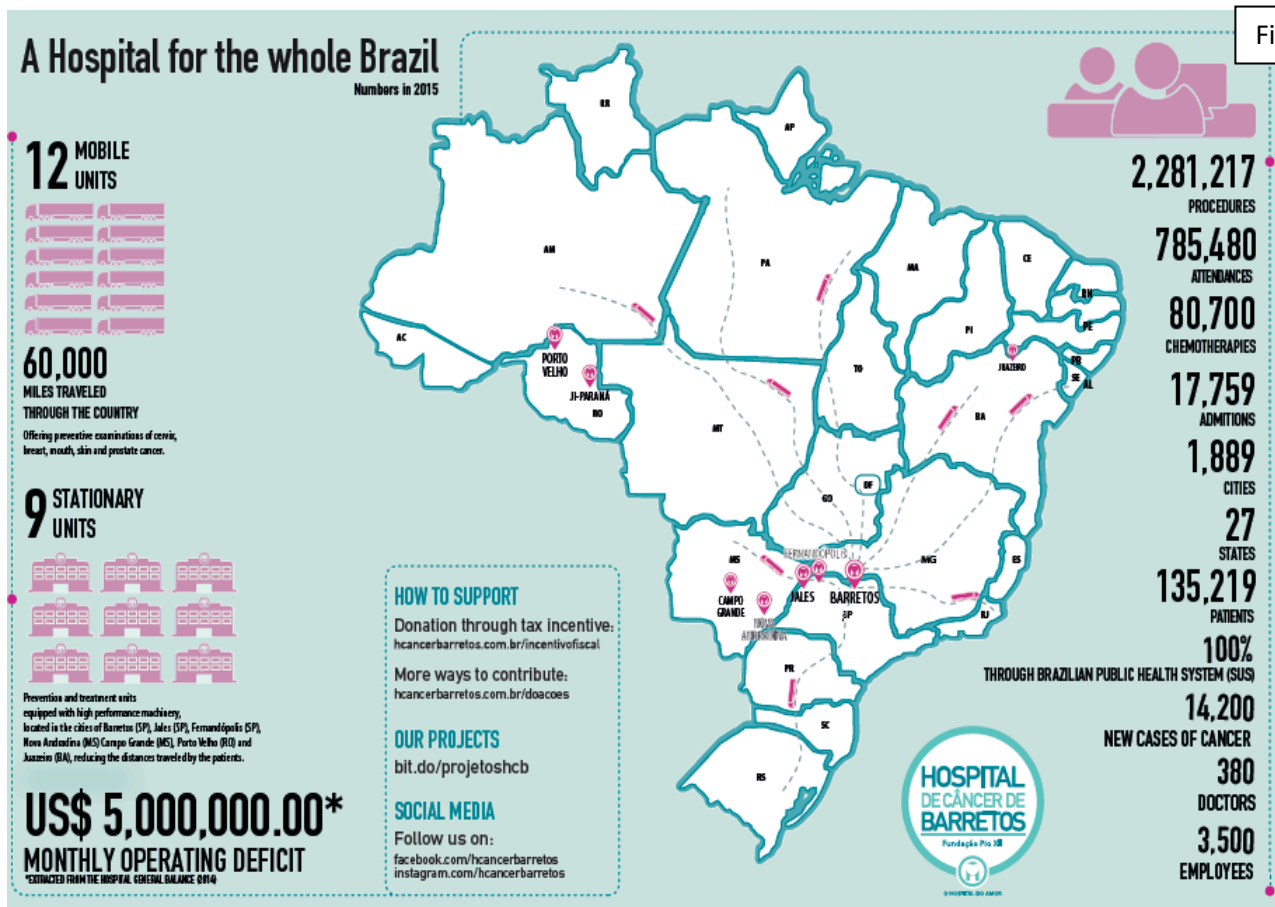 Fi
A Hospital for the whole Brazil
Numbers in 2015
12 MOBILE
UNITS
60,000
MILES TRAVELED
THROUGH THE COUNTRY
Offering preventive examinations of cervix,
breast, mouth, skin and prostate cancer.
9 STATIONARY
UNITS
Prevention and treatment units
equipped with high performance machinery,
located in the cities of Barretos (SP), Jales (SP), Fernandópolis (SP),
Nova Andradina (MS) Campo Grande (MS), Porto Velho (RO) and
Juazeiro (BA), reducing the distances traveled by the patients.
US$ 5,000,000.00*
MONTHLY OPERATING DEFICIT
*EXTRACTED FROM THE HOSPITAL GENERAL BALANCE (2014)
HOW TO SUPPORT
Donation through tax incentive:
hcancerbarretos.com.br/incentivofiscal
More ways to contribute:
hcancerbarretos.com.br/doacoes
OUR PROJECTS
bit.do/projetoshcb
SOCIAL MEDIA
Follow us on:
facebook.com/hcancerbarretos
instagram.com/hcancerbarretos
RR
AP
AM
PA
MA
CE
RN
PE
PI
AC
PORTO
VELHO
JI-PARANÁ
RO
JUAZEIRO
PB
SE
AL
TO
BA
MT
DF
GO
MS
FERNANDÓPOLIS
MG
ES
CAMPO
GRANDE
JALES
BARRETOS
NOVA
ANDRADINA
SP
RJ
PR
SC
RS
2,281,217
PROCEDURES
785,480
ATTENDANCES
80,700
CHEMOTHERAPIES
17,759
ADMITIONS
1,889
CITIES
27
STATES
135,219
PATIENTS
100%
THROUGH BRAZILIAN PUBLIC HEALTH SYSTEM (SUS)
14,200
NEW CASES OF CANCER
380
DOCTORS
3,500
EMPLOYEES
HOSPITAL
DE CÂNCER DE
BARRETOS
Fundação Pio XII
O HOSPITAL DO AMOR